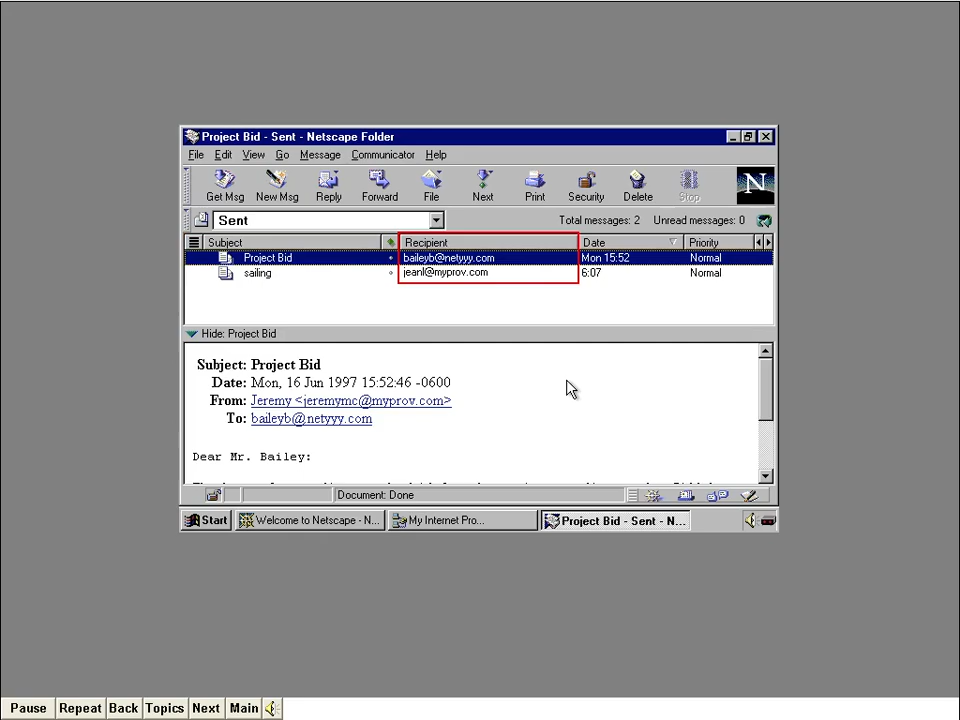 Project Bid - Sent - Netscape Folder
File Edit View Go Message Communicator Help
Get Msg New Msg Reply Forward File Next Print Security Delete Stop N
Sent Total messages: 2 Unread messages: 0
Subject Recipient Date Priority
Project Bid baileyb@netyyy.com Mon 15:52 Normal
sailing jeanl@myprov.com 6:07 Normal
Hide: Project Bid
Subject: Project Bid
Date: Mon, 16 Jun 1997 15:52:46 -0600
From: Jeremy <jeremymc@myprov.com>
To: baileyb@netyyy.com
Dear Mr. Bailey:
Document: Done
Start Welcome to Netscape - N... My Internet Pro... Project Bid - Sent - N...
Pause Repeat Back Topics Next Main